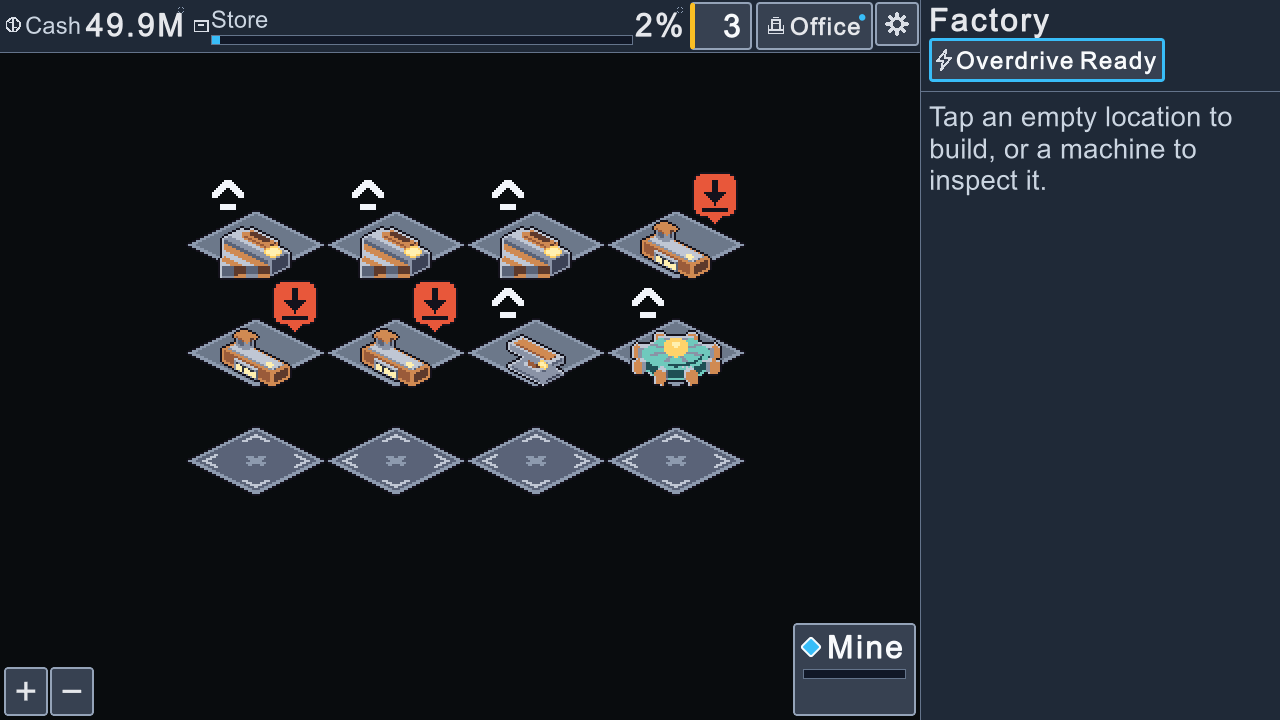 Cash 49.9M Store 2% 3 Office
Factory
Overdrive Ready
Tap an empty location to
build, or a machine to
inspect it.
Mine
+ −